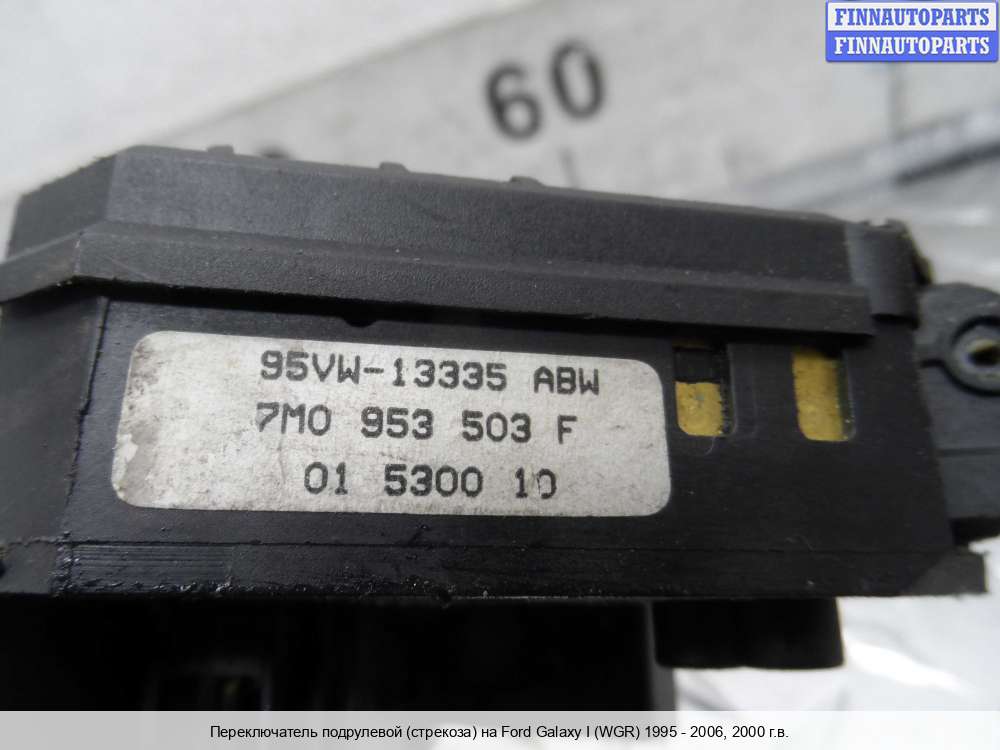 FINNAUTOPARTS
FINNAUTOPARTS
60
95VW-13335 ABW
7M0 953 503 F
01 5300 10
Переключатель подрулевой (стрекоза) на Ford Galaxy I (WGR) 1995 - 2006, 2000 г.в.